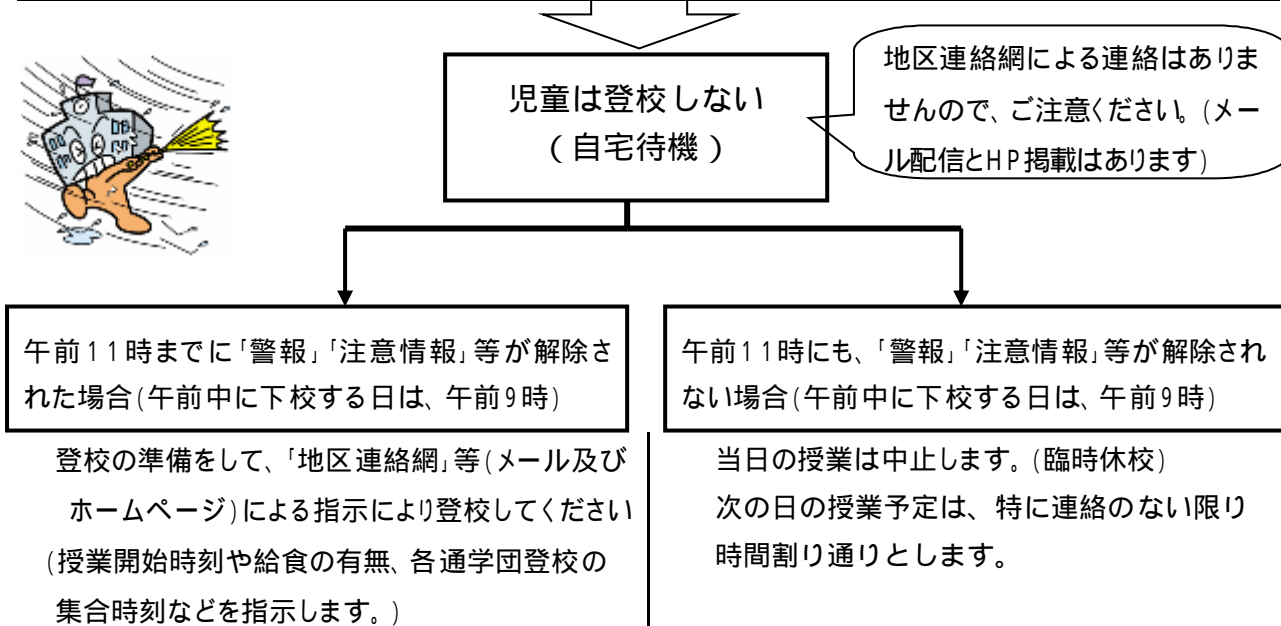 児童は登校しない
（自宅待機）
地区連絡網による連絡はありま
せんので、ご注意ください。(メー
ル配信とHP掲載はあります)
午前11時までに「警報」「注意情報」等が解除さ
れた場合(午前中に下校する日は、午前9時)
登校の準備をして、「地区連絡網」等(メール及び
ホームページ)による指示により登校してください
(授業開始時刻や給食の有無、各通学団登校の
集合時刻などを指示します。)
午前11時にも、「警報」「注意情報」等が解除され
ない場合(午前中に下校する日は、午前9時)
当日の授業は中止します。(臨時休校)
次の日の授業予定は、特に連絡のない限り
時間割り通りとします。